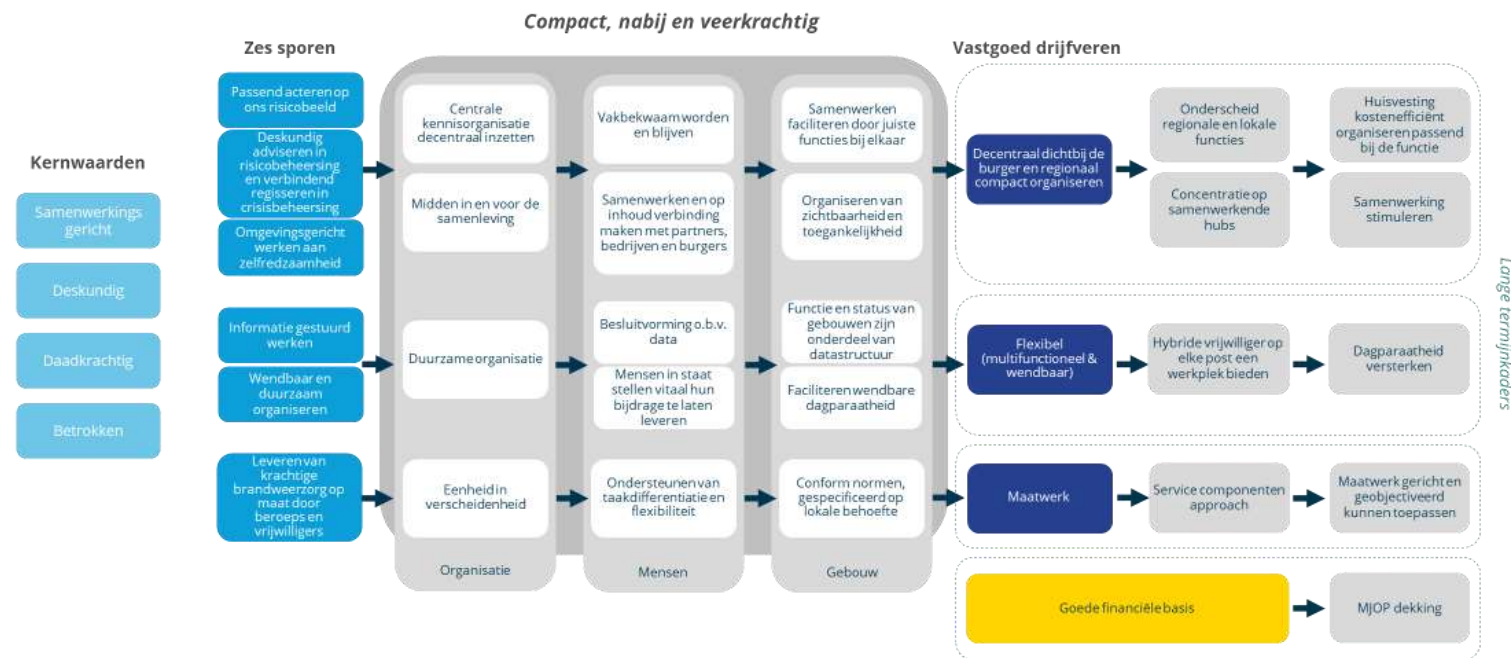 Compact, nabij en veerkrachtig
Zes sporen
Vastgoed drijfveren
Kernwaarden
Samenwerkings
gericht
Deskundig
Daadkrachtig
Betrokken
Passend acteren op
ons risicobeeld
Deskundig
adviseren in
risicobeheersing
en verbindend
regisseren in
crisisbeheersing
Omgevingsgericht
werken aan
zelfredzaamheid
Centrale
kennisorganisatie
decentraal inzetten
Midden in en voor de
samenleving
Vakbekwaam worden
en blijven
Samenwerken en op
inhoud verbinding
maken met partners,
bedrijven en burgers
Samenwerken
faciliteren door juiste
functies bij elkaar
Organiseren van
zichtbaarheid en
toegankelijkheid
Decentraal dichtbij de
burger en regionaal
compact organiseren
Onderscheid
regionale en lokale
functies
Concentratie op
samenwerkende
hubs
Huisvesting
kostenefficiënt
organiseren passend
bij de functie
Samenwerking
stimuleren
Informatie gestuurd
werken
Wendbaar en
duurzaam
organiseren
Duurzame organisatie
Besluitvorming o.b.v.
data
Mensen in staat
stellen vitaal hun
bijdrage te laten
leveren
Functie en status van
gebouwen zijn
onderdeel van
datastructuur
Faciliteren wendbare
dagparaatheid
Flexibel
(multifunctioneel &
wendbaar)
Hybride vrijwilliger op
elke post een
werkplek bieden
Dagparaatheid
versterken
Leveren van
krachtige
brandweerzorg op
maat door
beroeps en
vrijwilligers
Eenheid in
verscheidenheid
Ondersteunen van
taakdifferentiatie en
flexibiliteit
Conform normen,
gespecificeerd op
lokale behoefte
Maatwerk
Service componenten
approach
Maatwerk gericht en
geobjectiveerd
kunnen toepassen
Organisatie
Mensen
Gebouw
Goede financiële basis
MJOP dekking
Lange termijnkaders